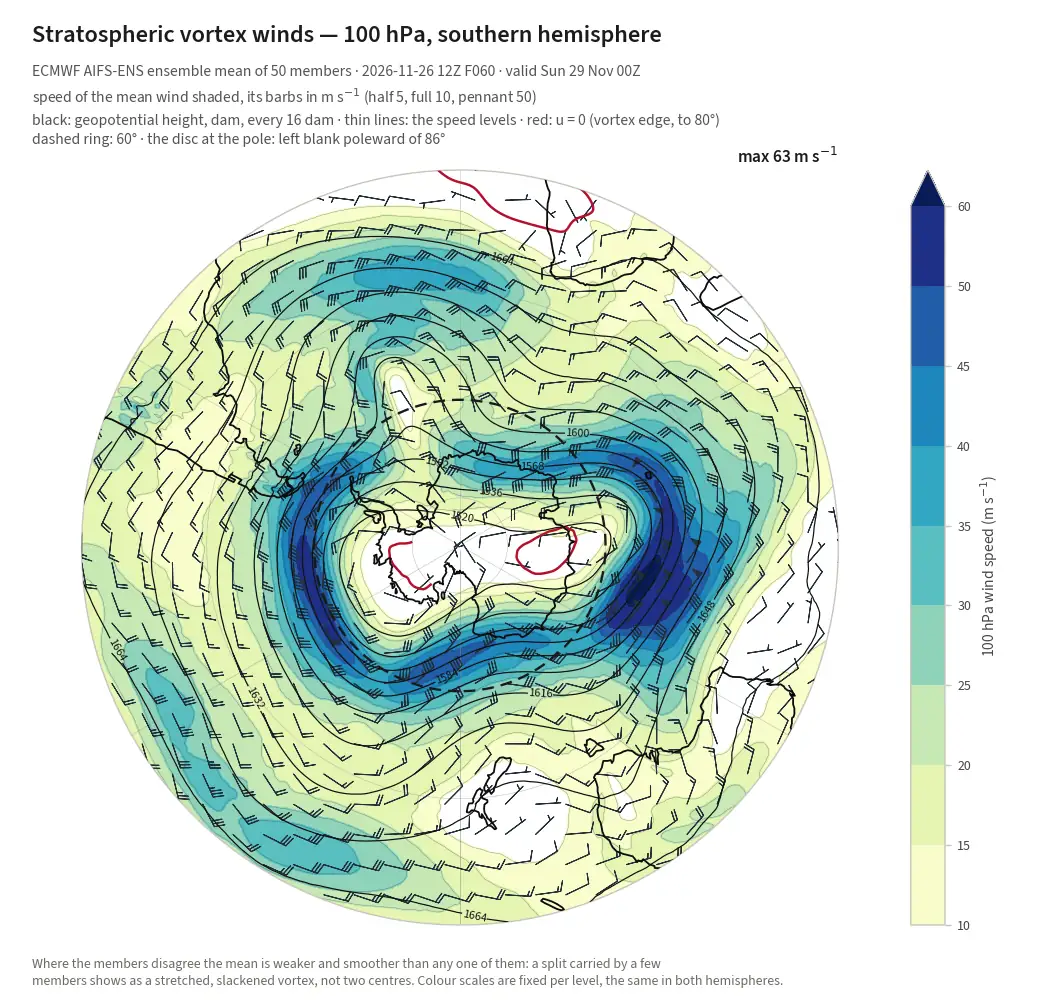 Stratospheric vortex winds — 100 hPa, southern hemisphere
ECMWF AIFS-ENS ensemble mean of 50 members · 2026-11-26 12Z F060 · valid Sun 29 Nov 00Z
speed of the mean wind shaded, its barbs in m s⁻¹ (half 5, full 10, pennant 50)
black: geopotential height, dam, every 16 dam · thin lines: the speed levels · red: u = 0 (vortex edge, to 80°)
dashed ring: 60° · the disc at the pole: left blank poleward of 86°
max 63 m s⁻¹
1664
1600
1568
1536
1520
1648
1664
1632
1584
1616
1664
60
50
45
40
35
30
25
20
15
10
100 hPa wind speed (m s⁻¹)
Where the members disagree the mean is weaker and smoother than any one of them: a split carried by a few
members shows as a stretched, slackened vortex, not two centres. Colour scales are fixed per level, the same in both hemispheres.